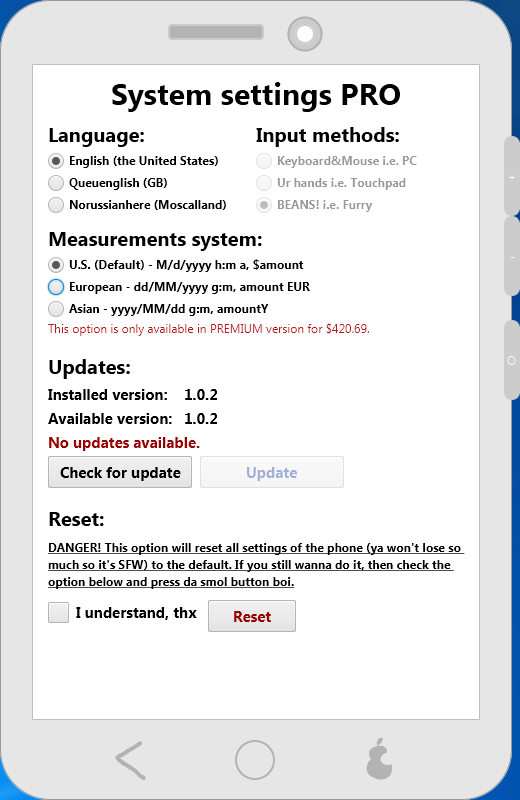 System settings PRO
Language:
English (the United States)
Queuenglish (GB)
Norussianhere (Moscalland)
Input methods:
Keyboard&Mouse i.e. PC
Ur hands i.e. Touchpad
BEANS! i.e. Furry
Measurements system:
U.S. (Default) - M/d/yyyy h:m a, $amount
European - dd/MM/yyyy g:m, amount EUR
Asian - yyyy/MM/dd g:m, amountY
This option is only available in PREMIUM version for $420.69.
Updates:
Installed version: 1.0.2
Available version: 1.0.2
No updates available.
Check for update
Update
Reset:
DANGER! This option will reset all settings of the phone (ya won't lose so
much so it's SFW) to the default. If you still wanna do it, then check the
option below and press da smol button boi.
I understand, thx
Reset
+
-
O